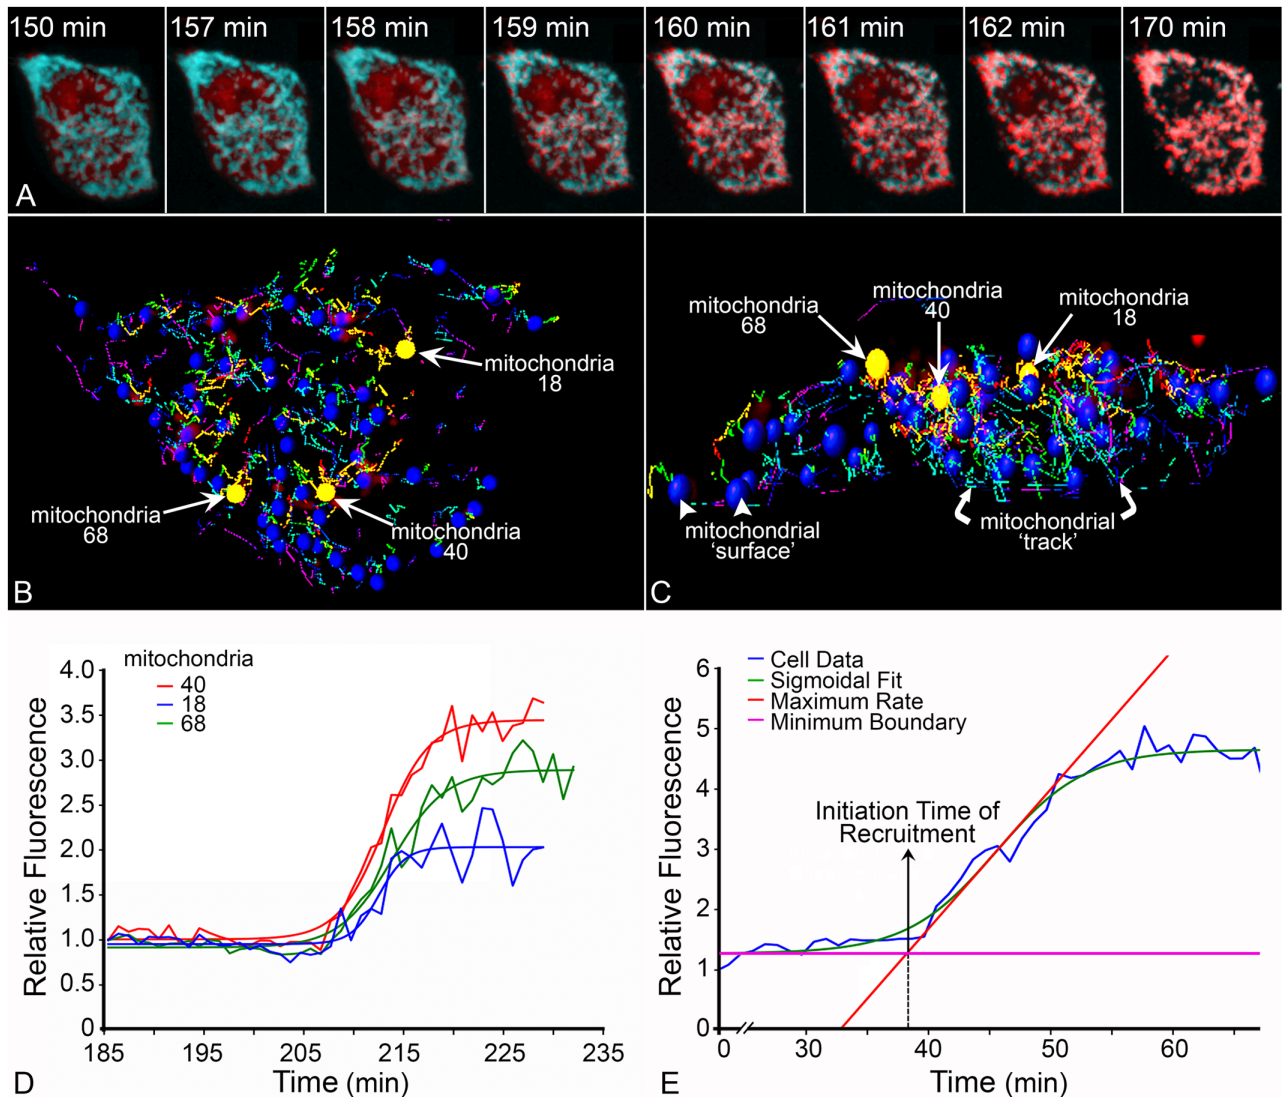 150 min
157 min
158 min
159 min
160 min
161 min
162 min
170 min
A
mitochondria
18
mitochondria
68
mitochondria
40
B
mitochondria
68
mitochondria
40
mitochondria
18
mitochondrial
'surface'
mitochondrial
'track'
C
mitochondria
40
18
68
Relative Fluorescence
4.0
3.5
3.0
2.5
2.0
1.5
1.0
0.5
0
185
195
205
215
225
235
Time (min)
D
Cell Data
Sigmoidal Fit
Maximum Rate
Minimum Boundary
Initiation Time of
Recruitment
Relative Fluorescence
6
5
4
3
2
1
0
0
30
40
50
60
Time (min)
E